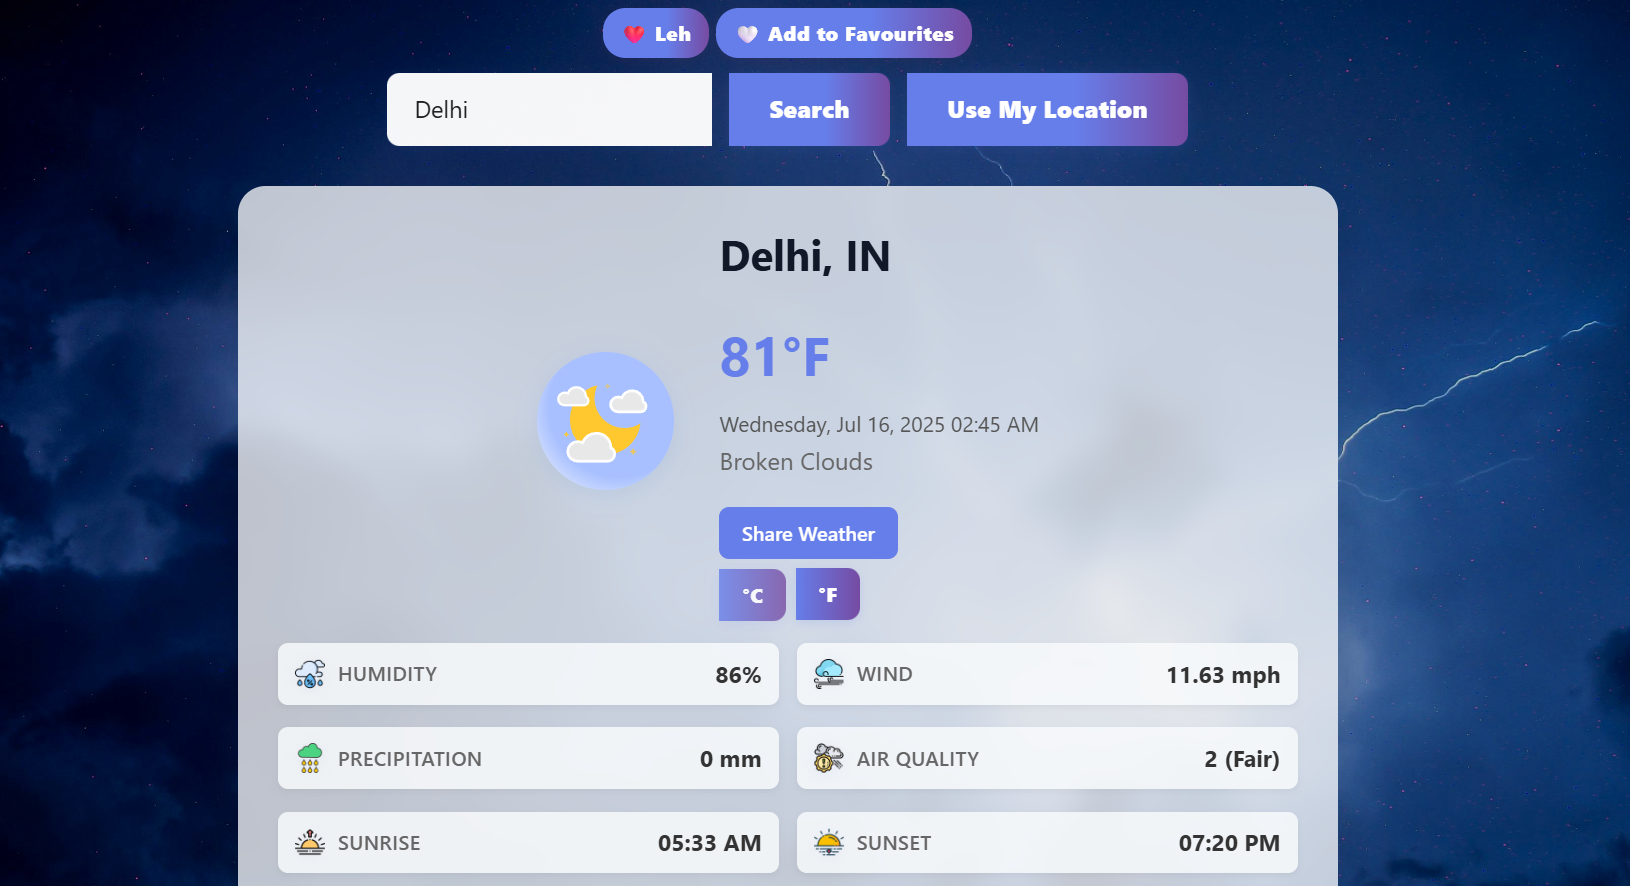 Leh
Add to Favourites
Delhi
Search
Use My Location
Delhi, IN
81°F
Wednesday, Jul 16, 2025 02:45 AM
Broken Clouds
Share Weather
°C
°F
HUMIDITY 86%
WIND 11.63 mph
PRECIPITATION 0 mm
AIR QUALITY 2 (Fair)
SUNRISE 05:33 AM
SUNSET 07:20 PM